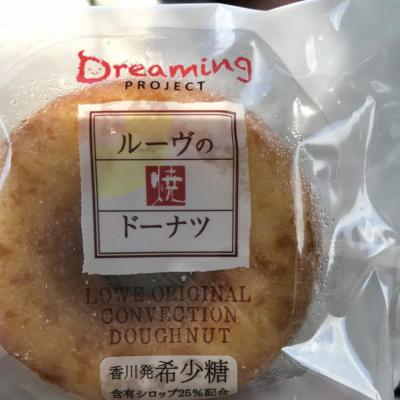 Dreaming
PROJECT
ルーヴの
焼
ドーナツ
LOWE ORIGINAL
CONVECTION
DOUGHNUT
香川発希少糖
含有シロップ25%配合